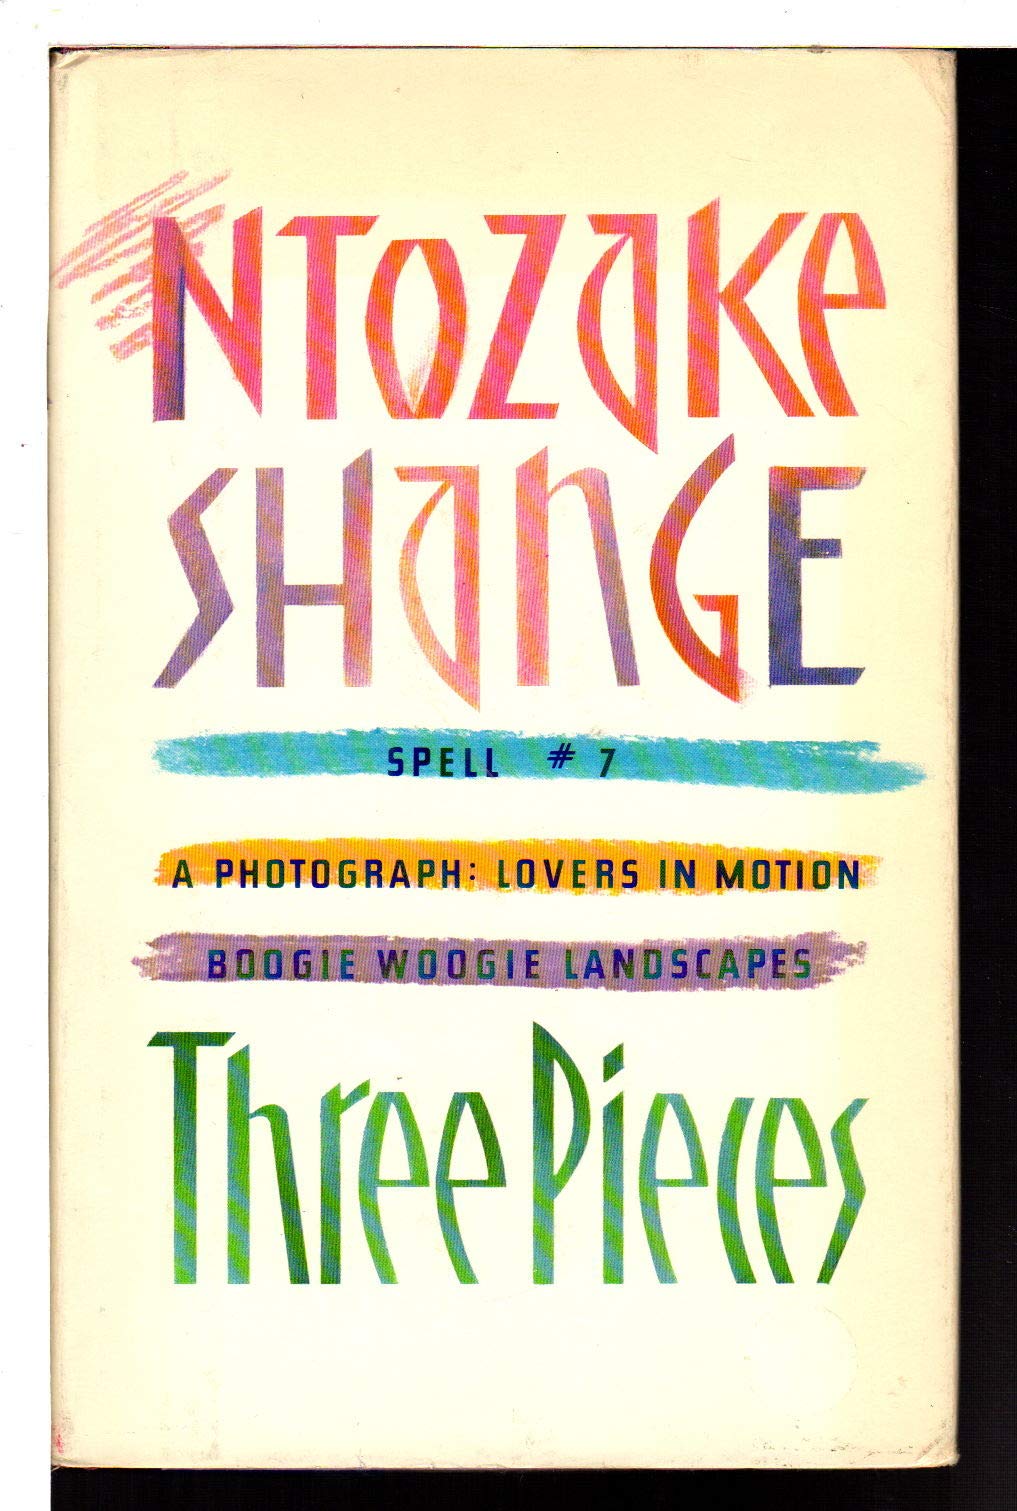 NTOZaKe
SHanGE
SPELL # 7
A PHOTOGRAPH: LOVERS IN MOTION
BOOGIE WOOGIE LANDSCAPES
Three Pieces